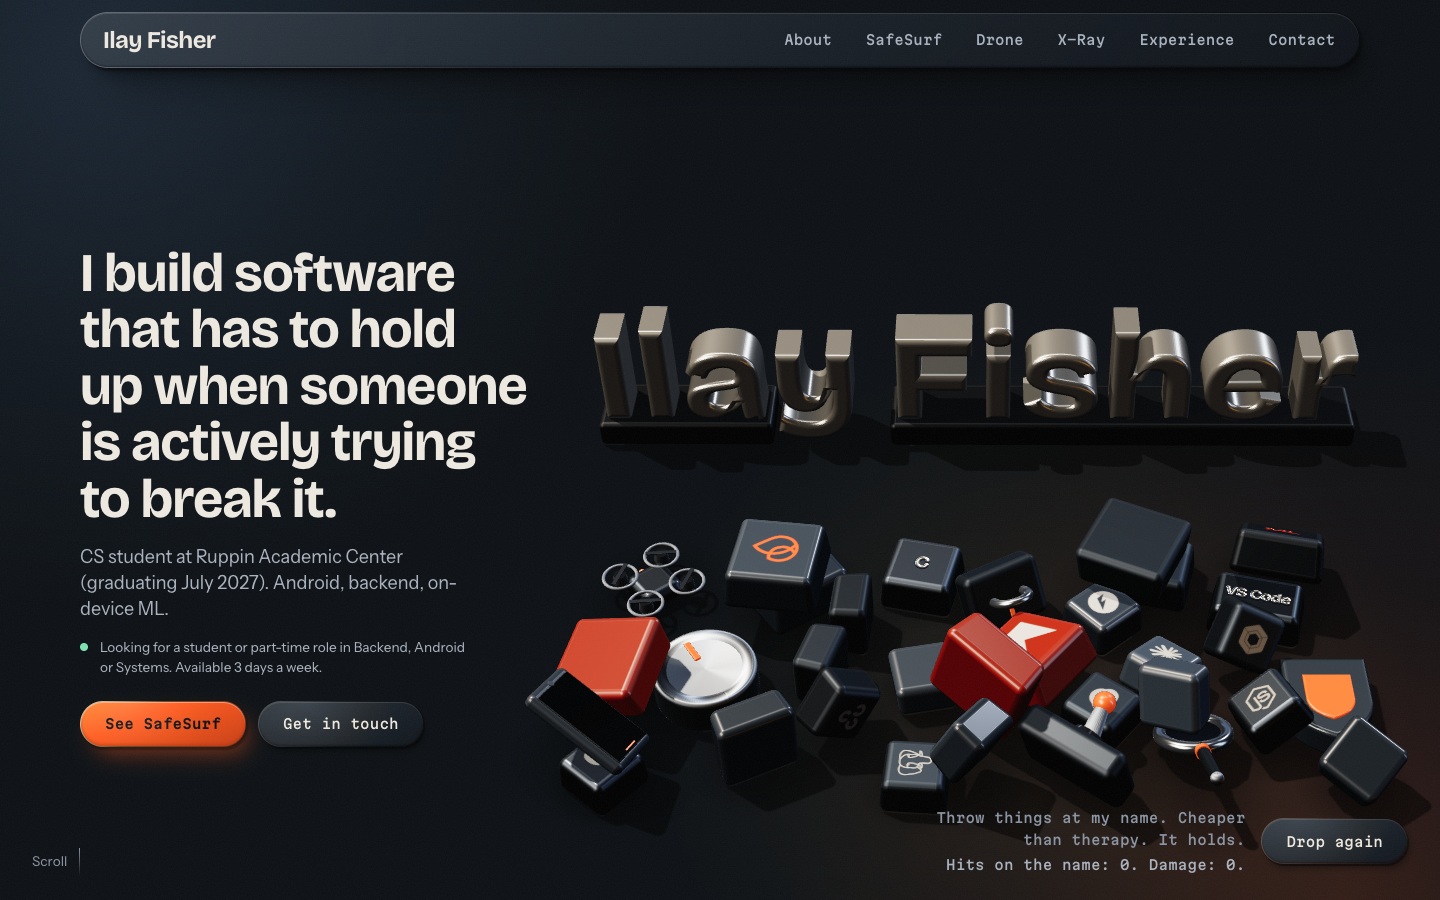 Ilay Fisher
About SafeSurf Drone X-Ray Experience Contact
I build software
that has to hold
up when someone
is actively trying
to break it.
CS student at Ruppin Academic Center
(graduating July 2027). Android, backend, on-
device ML.
Looking for a student or part-time role in Backend, Android
or Systems. Available 3 days a week.
See SafeSurf Get in touch
Ilay Fisher
C
VS Code
JS
Throw things at my name. Cheaper
than therapy. It holds.
Hits on the name: 0. Damage: 0.
Drop again
Scroll